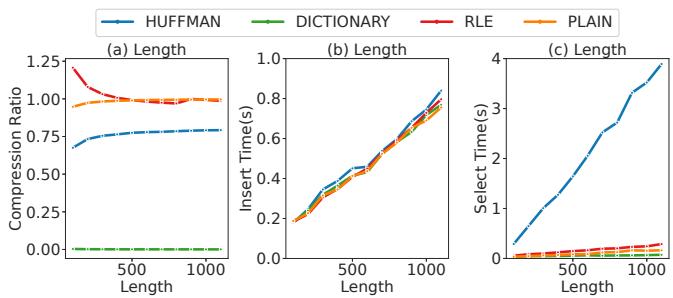 HUFFMAN DICTIONARY RLE PLAIN
(a) Length (b) Length (c) Length
Compression Ratio
1.25
1.00
0.75
0.50
0.25
0.00
500 1000
Length
Insert Time(s)
1.0
0.8
0.6
0.4
0.2
0.0
500 1000
Length
Select Time(s)
4
3
2
1
0
500 1000
Length